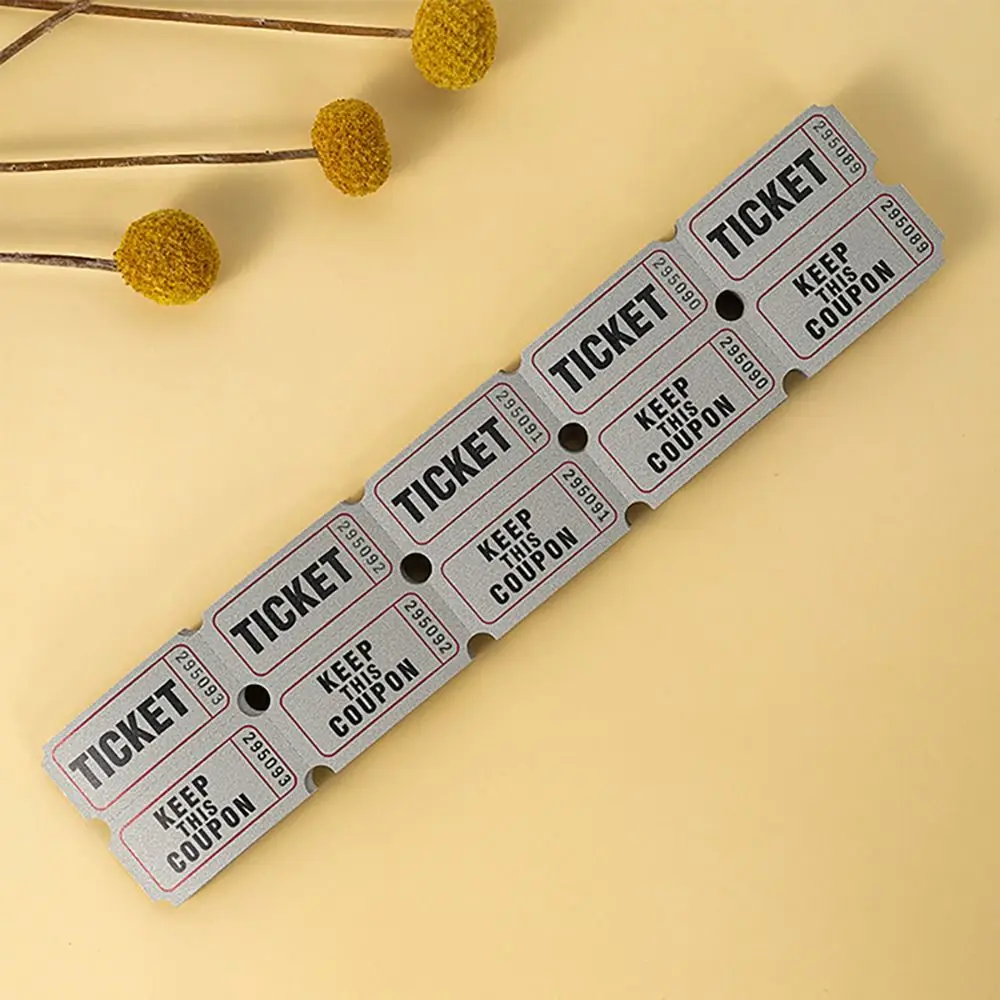 TICKET
295089
KEEP
THIS
COUPON
295089
TICKET
295090
KEEP
THIS
COUPON
295090
TICKET
295091
KEEP
THIS
COUPON
295091
TICKET
295092
KEEP
THIS
COUPON
295092
TICKET
295093
KEEP
THIS
COUPON
295093